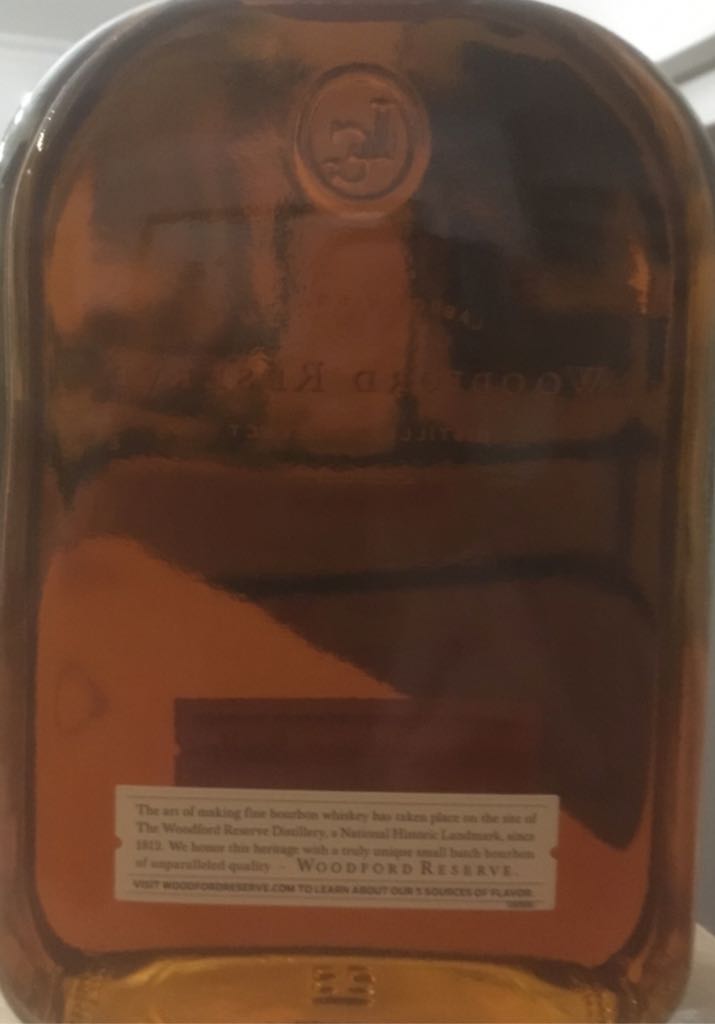 WOODFORD RESERVE
The art of making fine bourbon whiskey has taken place on the site of
The Woodford Reserve Distillery, a National Historic Landmark, since
1812. We honor this heritage with a truly unique small batch bourbon
of unparalleled quality – WOODFORD RESERVE.
VISIT WOODFORDRESERVE.COM TO LEARN ABOUT OUR 5 SOURCES OF FLAVOR.